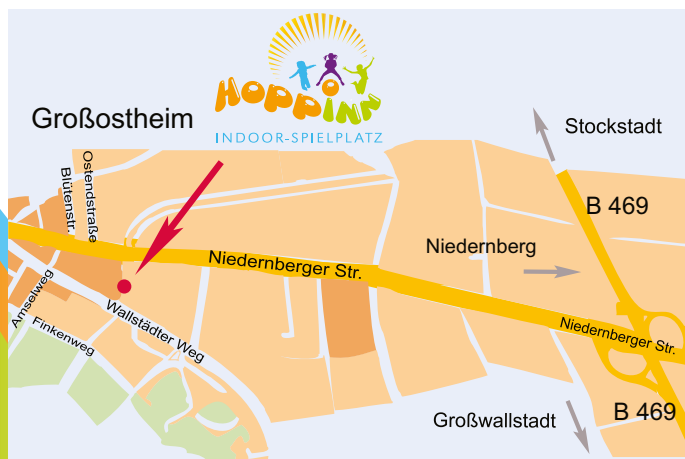 HOPPINN
INDOOR-SPIELPLATZ
Großostheim
Stockstadt
Ostendstraße
Blütenstr.
B 469
Niedernberg
Niedernberger Str.
Amselweg
Wallstädter Weg
Finkenweg
Niedernberger Str.
Großwallstadt
B 469